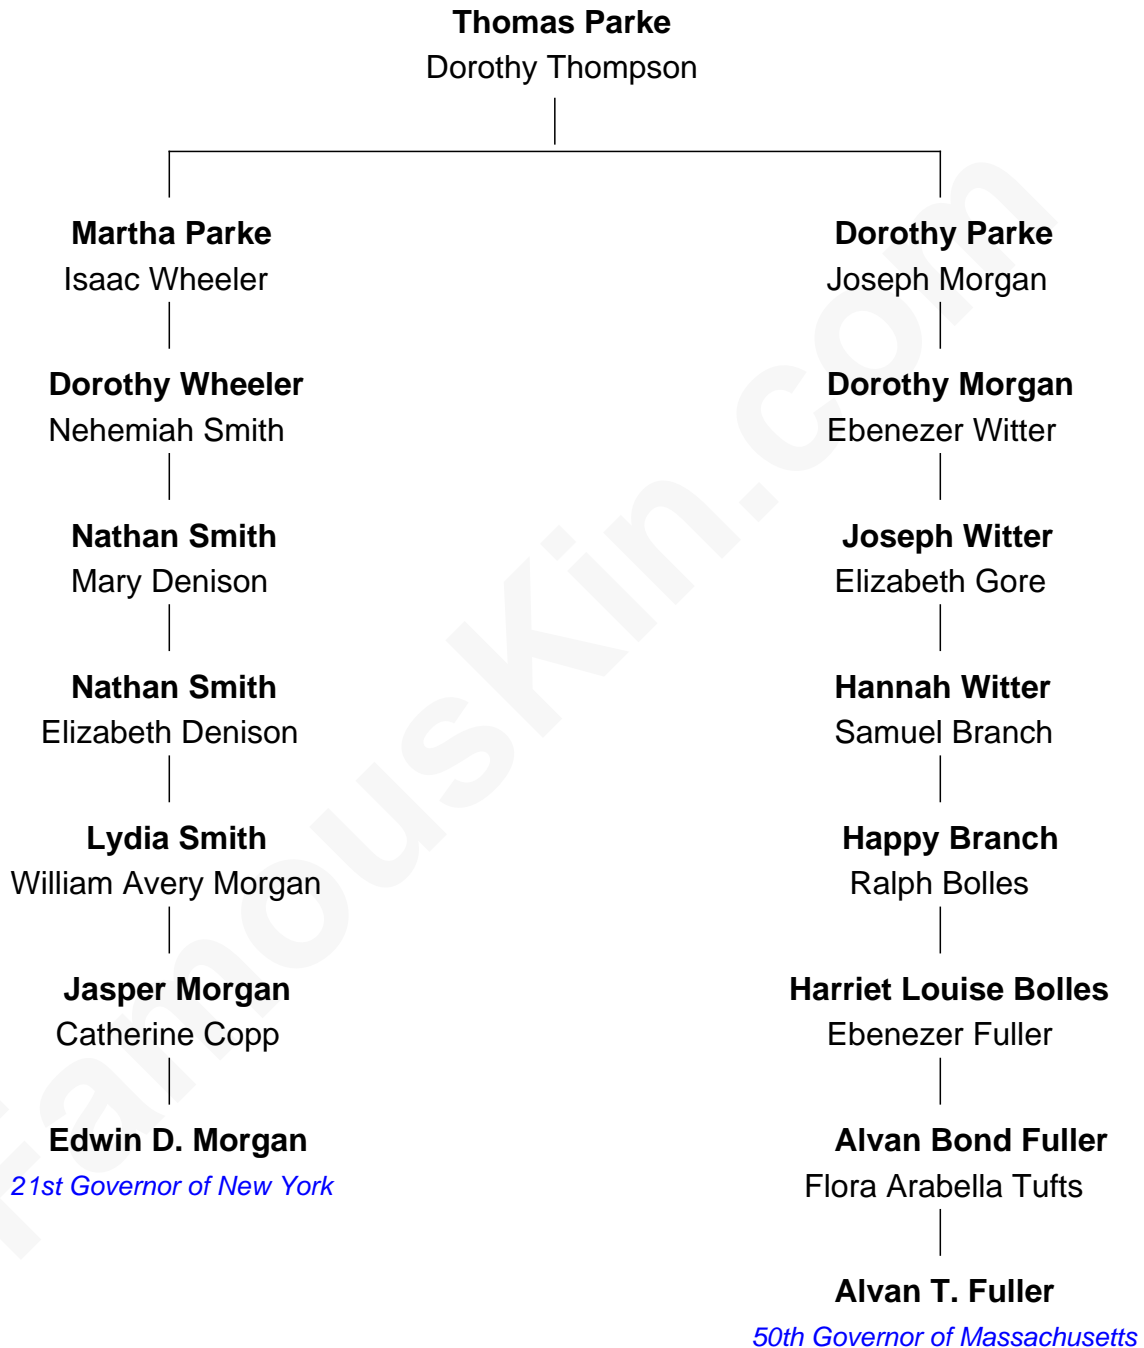 Thomas Parke
Dorothy Thompson
Martha Parke
Isaac Wheeler
Dorothy Wheeler
Nehemiah Smith
Nathan Smith
Mary Denison
Nathan Smith
Elizabeth Denison
Lydia Smith
William Avery Morgan
Jasper Morgan
Catherine Copp
Edwin D. Morgan
21st Governor of New York
Dorothy Parke
Joseph Morgan
Dorothy Morgan
Ebenezer Witter
Joseph Witter
Elizabeth Gore
Hannah Witter
Samuel Branch
Happy Branch
Ralph Bolles
Harriet Louise Bolles
Ebenezer Fuller
Alvan Bond Fuller
Flora Arabella Tufts
Alvan T. Fuller
50th Governor of Massachusetts
FamousKin.com